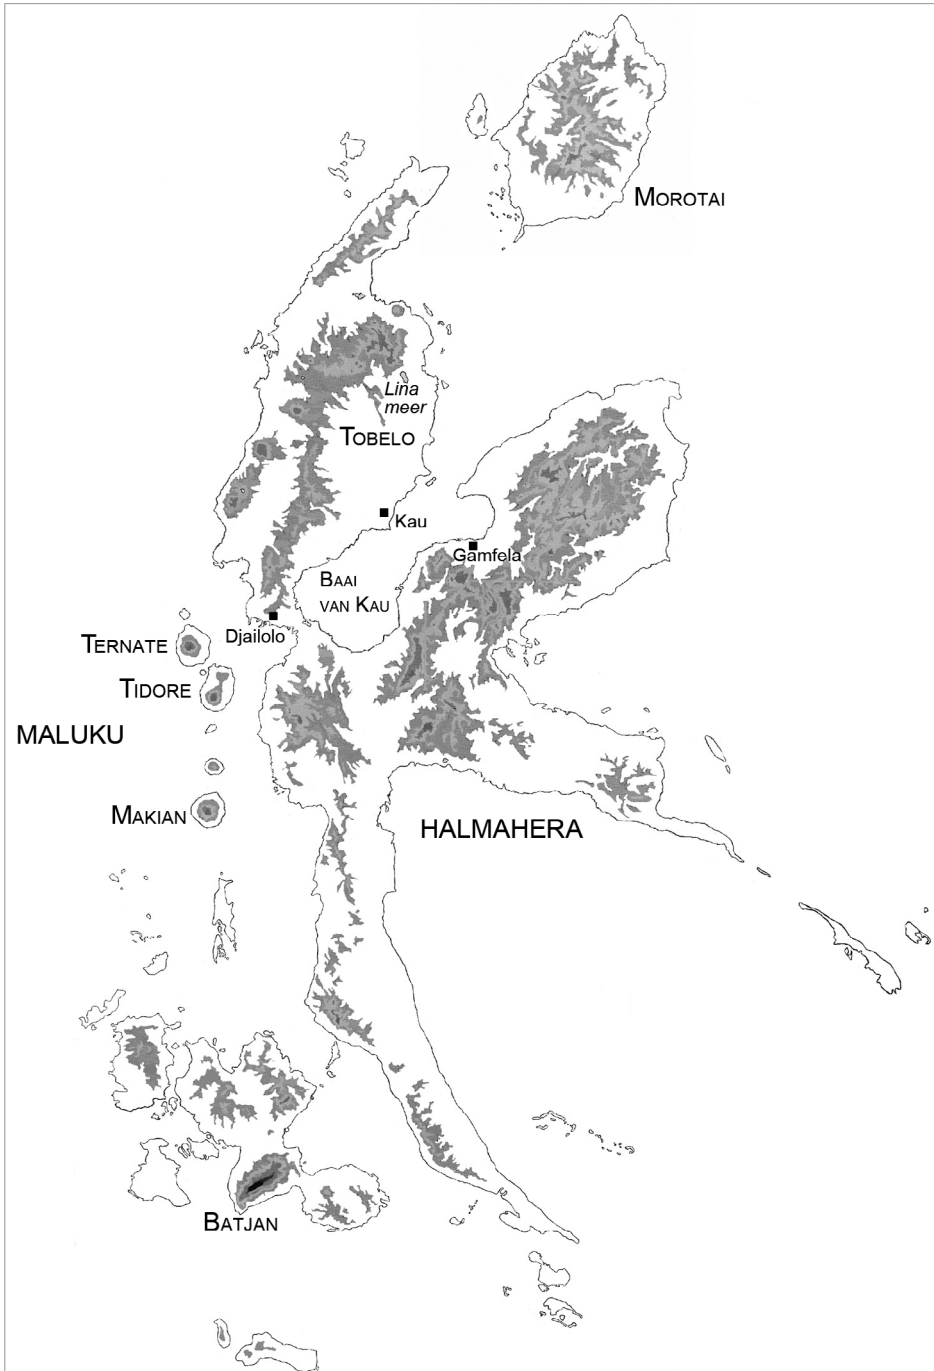 MOROTAI
Lina
meer
TOBELO
Kau
Gamfela
BAAI
VAN KAU
Djailolo
TERNATE
TIDORE
MALUKU
MAKIAN
HALMAHERA
BATJAN